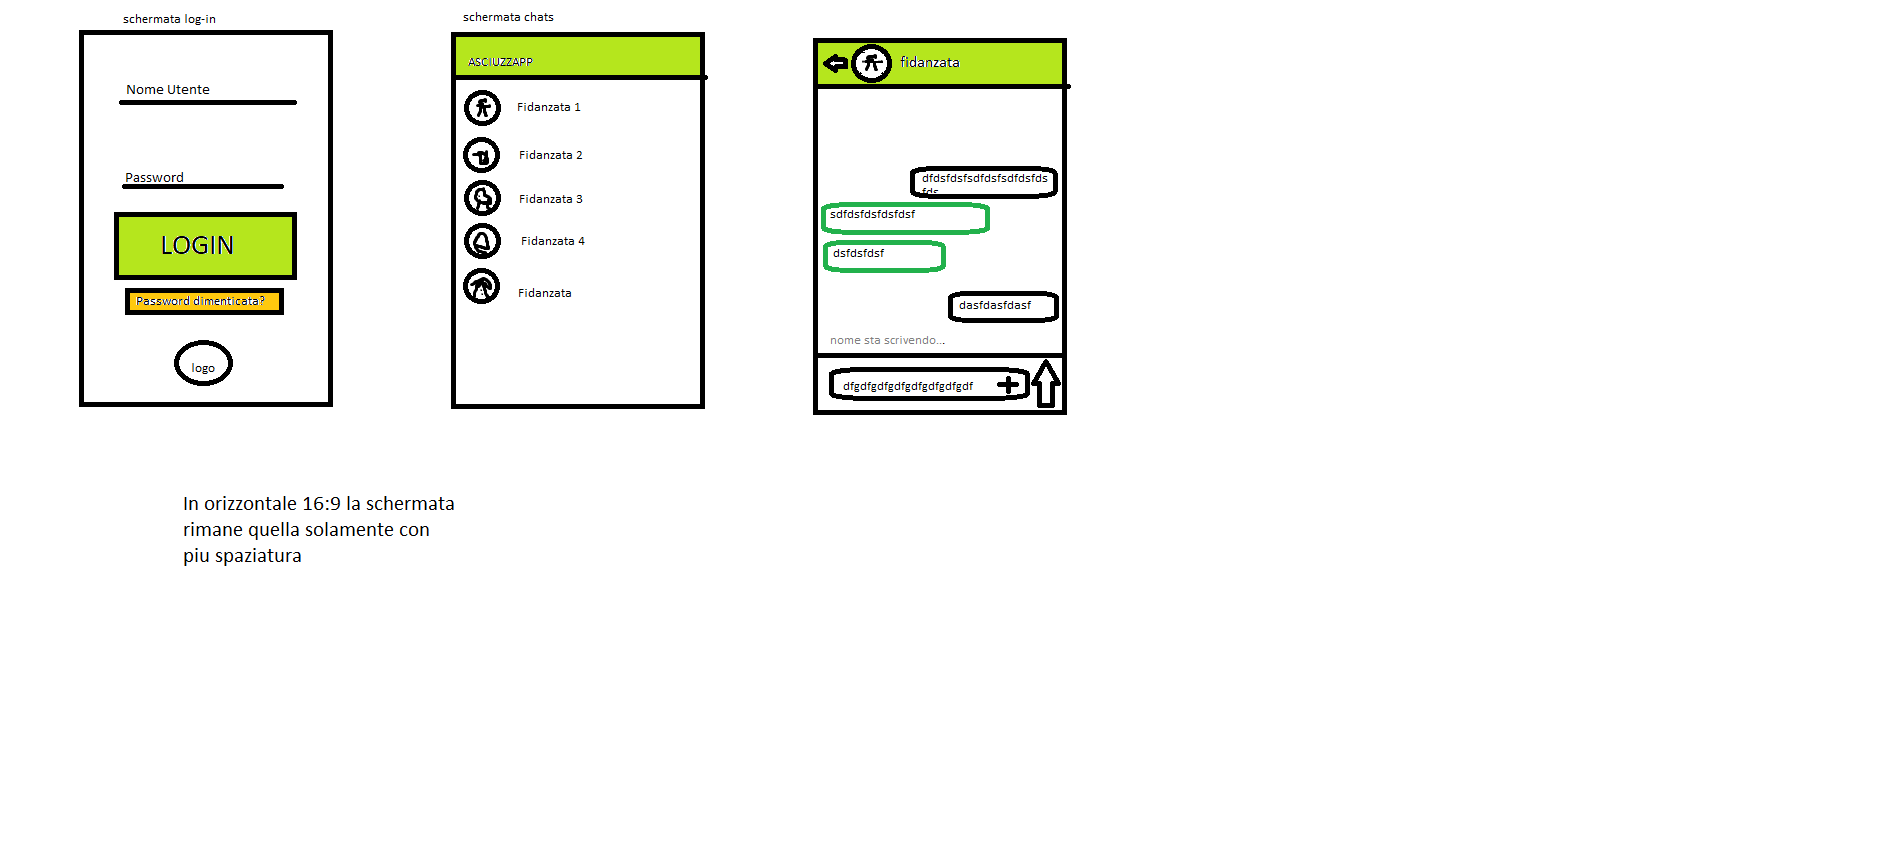 schermata log-in
Nome Utente
Password
LOGIN
Password dimenticata?
logo
schermata chats
ASCIUZZAPP
Fidanzata 1
Fidanzata 2
Fidanzata 3
Fidanzata 4
Fidanzata
fidanzata
dfdsfdsfsdfdsfsdfdsfds
fds
sdfdsfdsfdsfdsf
dsfdsfdsf
dasfdasfdasf
nome sta scrivendo...
dfgdfgdfgdfgdfgdfgdfgdf
In orizzontale 16:9 la schermata
rimane quella solamente con
piu spaziatura